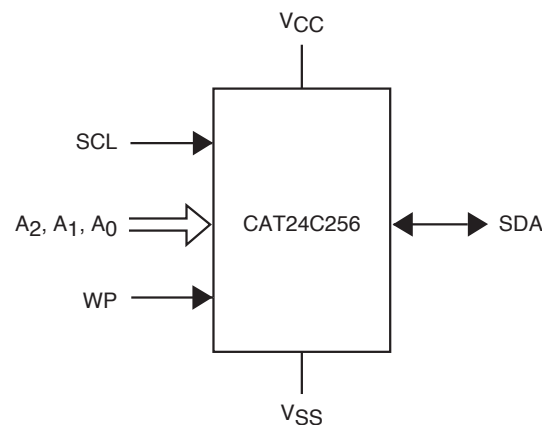 VCC
SCL
A2, A1, A0
CAT24C256
SDA
WP
VSS